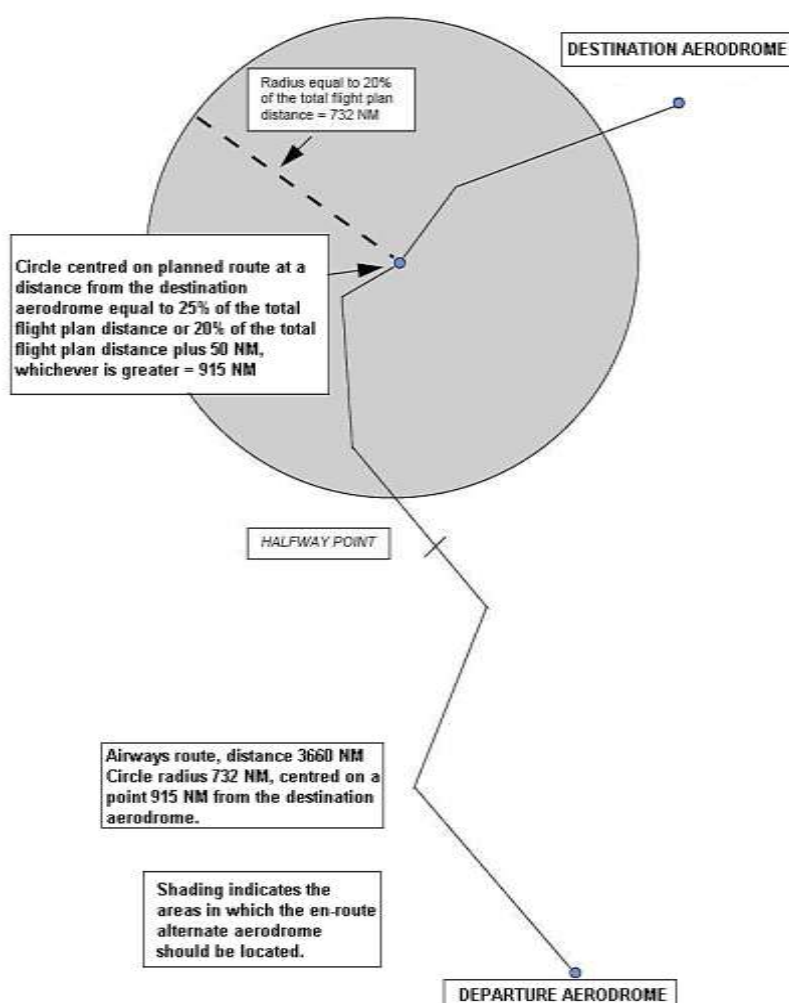 DESTINATION AERODROME
Radius equal to 20%
of the total flight plan
distance = 732 NM
Circle centred on planned route at a
distance from the destination
aerodrome equal to 25% of the total
flight plan distance or 20% of the total
flight plan distance plus 50 NM,
whichever is greater = 915 NM
HALFWAY POINT
Airways route, distance 3660 NM
Circle radius 732 NM, centred on a
point 915 NM from the destination
aerodrome.
Shading indicates the
areas in which the en-route
alternate aerodrome
should be located.
DEPARTURE AERODROME